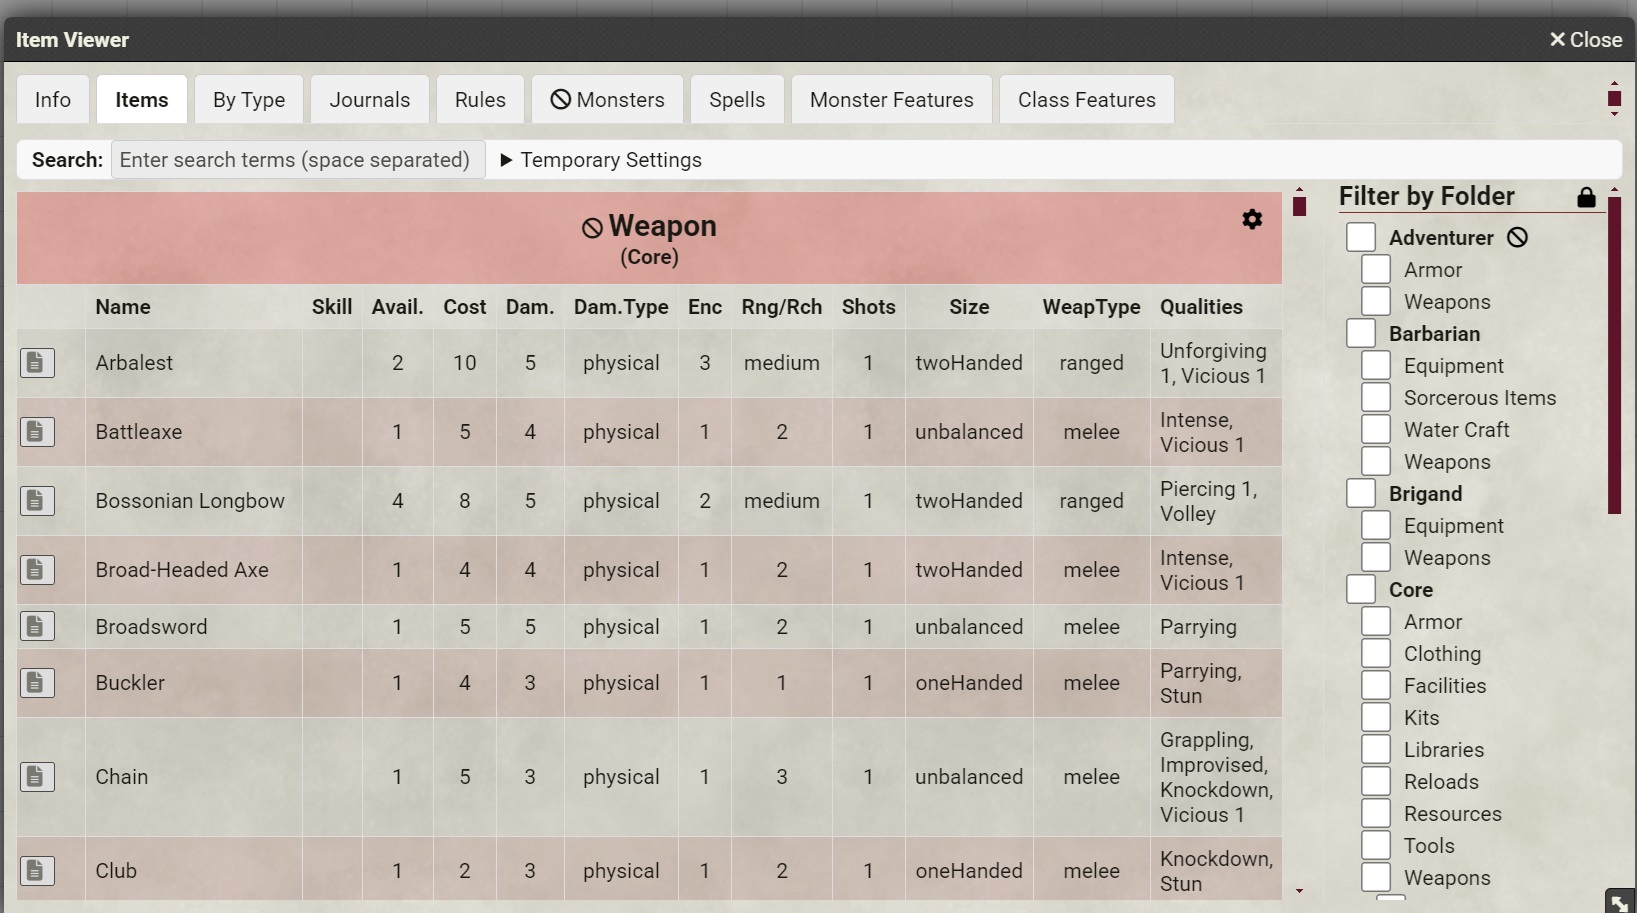 Item Viewer
Close
Info Items By Type Journals Rules Monsters Spells Monster Features Class Features
Search: Enter search terms (space separated) Temporary Settings
Weapon
(Core)
Name Skill Avail. Cost Dam. Dam.Type Enc Rng/Rch Shots Size WeapType Qualities
Arbalest 2 10 5 physical 3 medium 1 twoHanded ranged Unforgiving
1, Vicious 1
Battleaxe 1 5 4 physical 1 2 1 unbalanced melee Intense,
Vicious 1
Bossonian Longbow 4 8 5 physical 2 medium 1 twoHanded ranged Piercing 1,
Volley
Broad-Headed Axe 1 4 4 physical 1 2 1 twoHanded melee Intense,
Vicious 1
Broadsword 1 5 5 physical 1 2 1 unbalanced melee Parrying
Buckler 1 4 3 physical 1 1 1 oneHanded melee Parrying,
Stun
Chain 1 5 3 physical 1 3 1 unbalanced melee Grappling,
Improvised,
Knockdown,
Vicious 1
Club 1 2 3 physical 1 2 1 oneHanded melee Knockdown,
Stun
Filter by Folder
Adventurer
Armor
Weapons
Barbarian
Equipment
Sorcerous Items
Water Craft
Weapons
Brigand
Equipment
Weapons
Core
Armor
Clothing
Facilities
Kits
Libraries
Reloads
Resources
Tools
Weapons